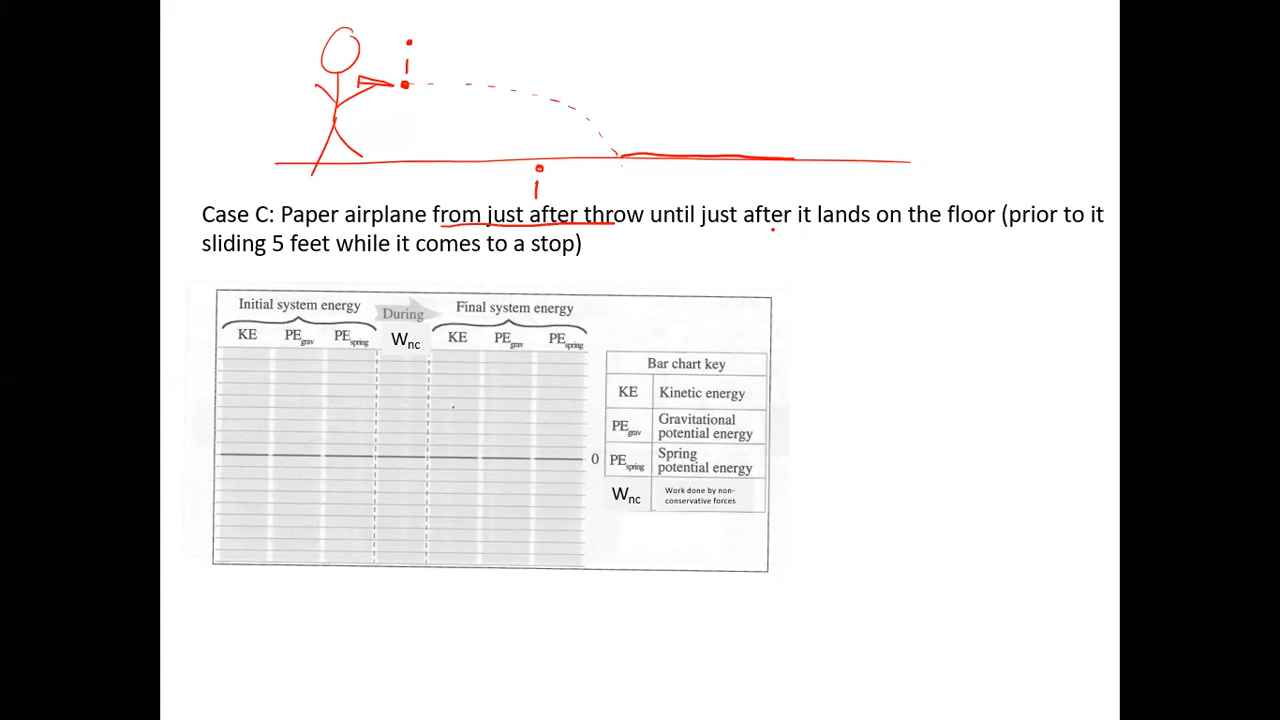 i
i
Case C: Paper airplane from just after throw until just after it lands on the floor (prior to it
sliding 5 feet while it comes to a stop)
Initial system energy During Final system energy
KE PEgrav PEspring Wnc KE PEgrav PEspring
Bar chart key
KE Kinetic energy
PEgrav Gravitational potential energy
0 PEspring Spring potential energy
Wnc Work done by non-
conservative forces